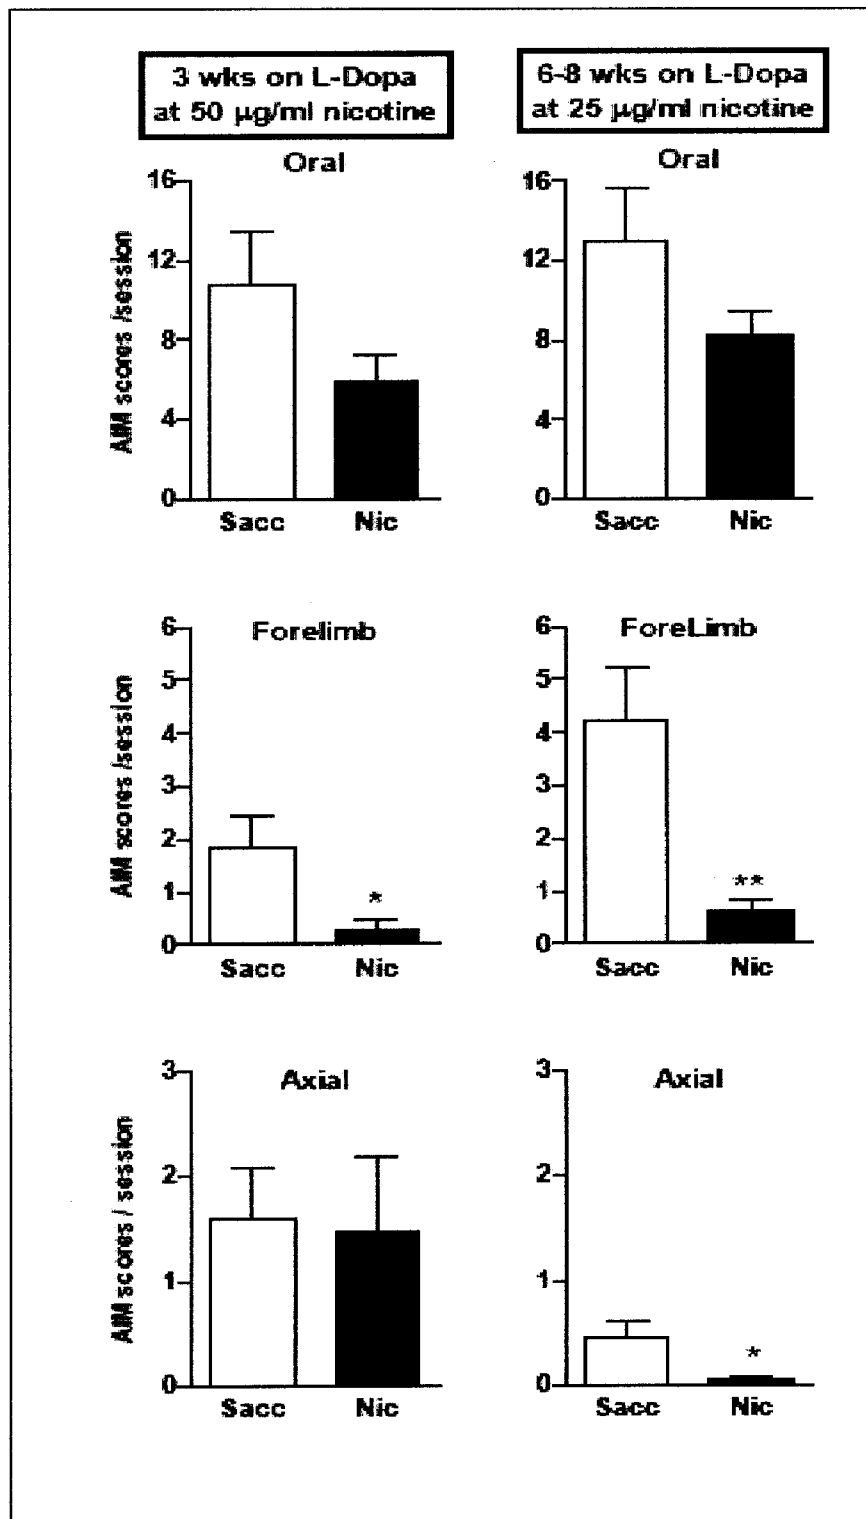 3 wks on L-Dopa
at 50 µg/ml nicotine
6-8 wks on L-Dopa
at 25 µg/ml nicotine
Oral
AIM scores /session
16
12
8
4
0
Sacc Nic
Oral
16
12
8
4
0
Sacc Nic
Forelimb
AIM scores /session
6
5
4
3
2
1
0
*
Sacc Nic
ForeLimb
6
5
4
3
2
1
0
**
Sacc Nic
Axial
AIM scores / session
3
2
1
0
Sacc Nic
Axial
3
2
1
0
*
Sacc Nic